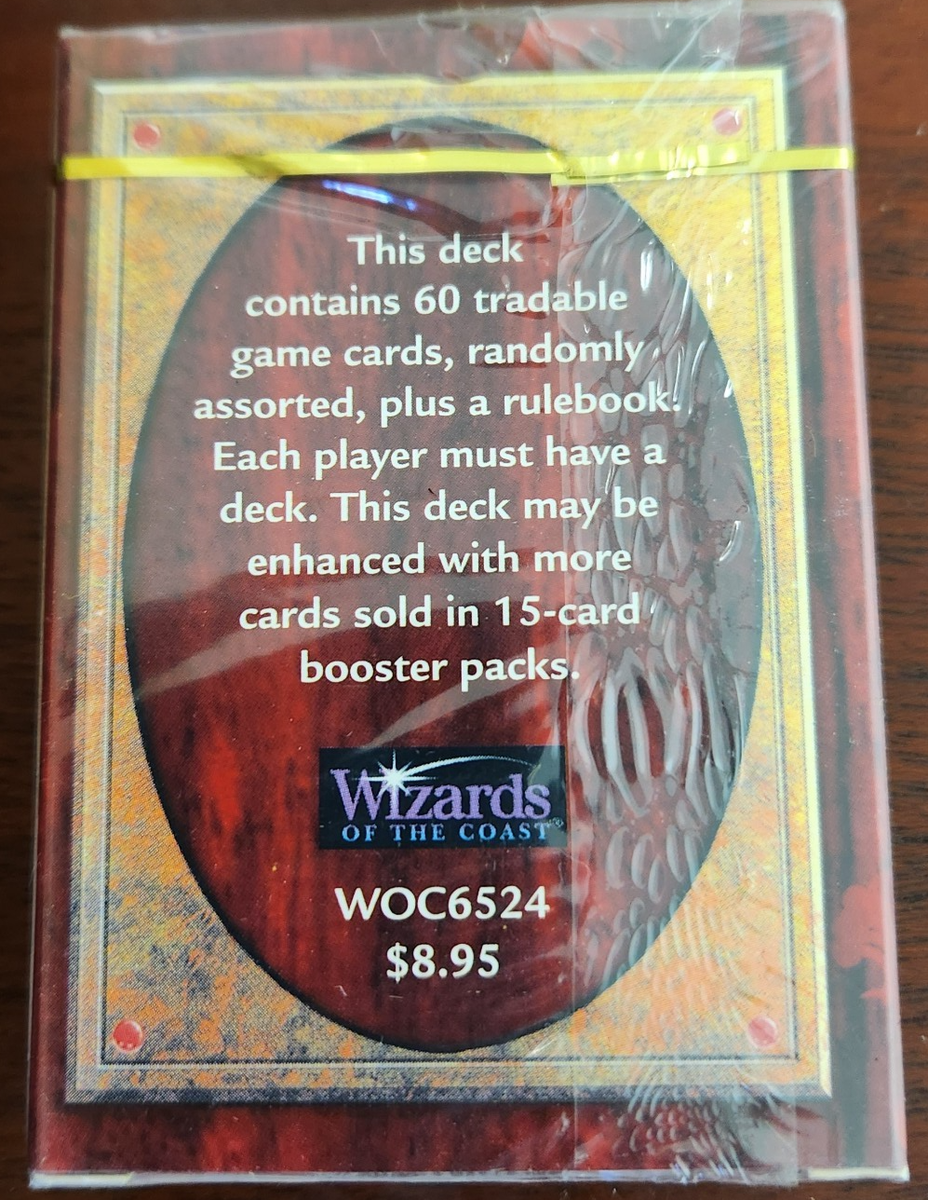 This deck
contains 60 tradable
game cards, randomly
assorted, plus a rulebook.
Each player must have a
deck. This deck may be
enhanced with more
cards sold in 15-card
booster packs.
Wizards
OF THE COAST
WOC6524
$8.95